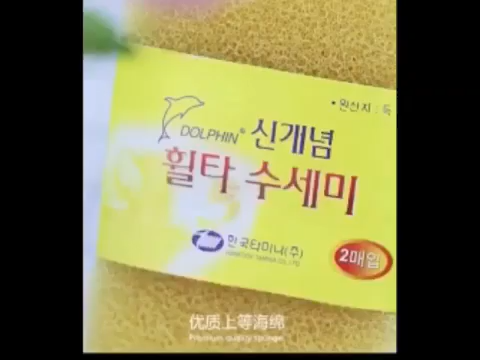 • 원산지 : 독
DOLPHIN® 신개념
휠타 수세미
한국타미나(주)
2매입
优质上等海绵
Premium quality sponge